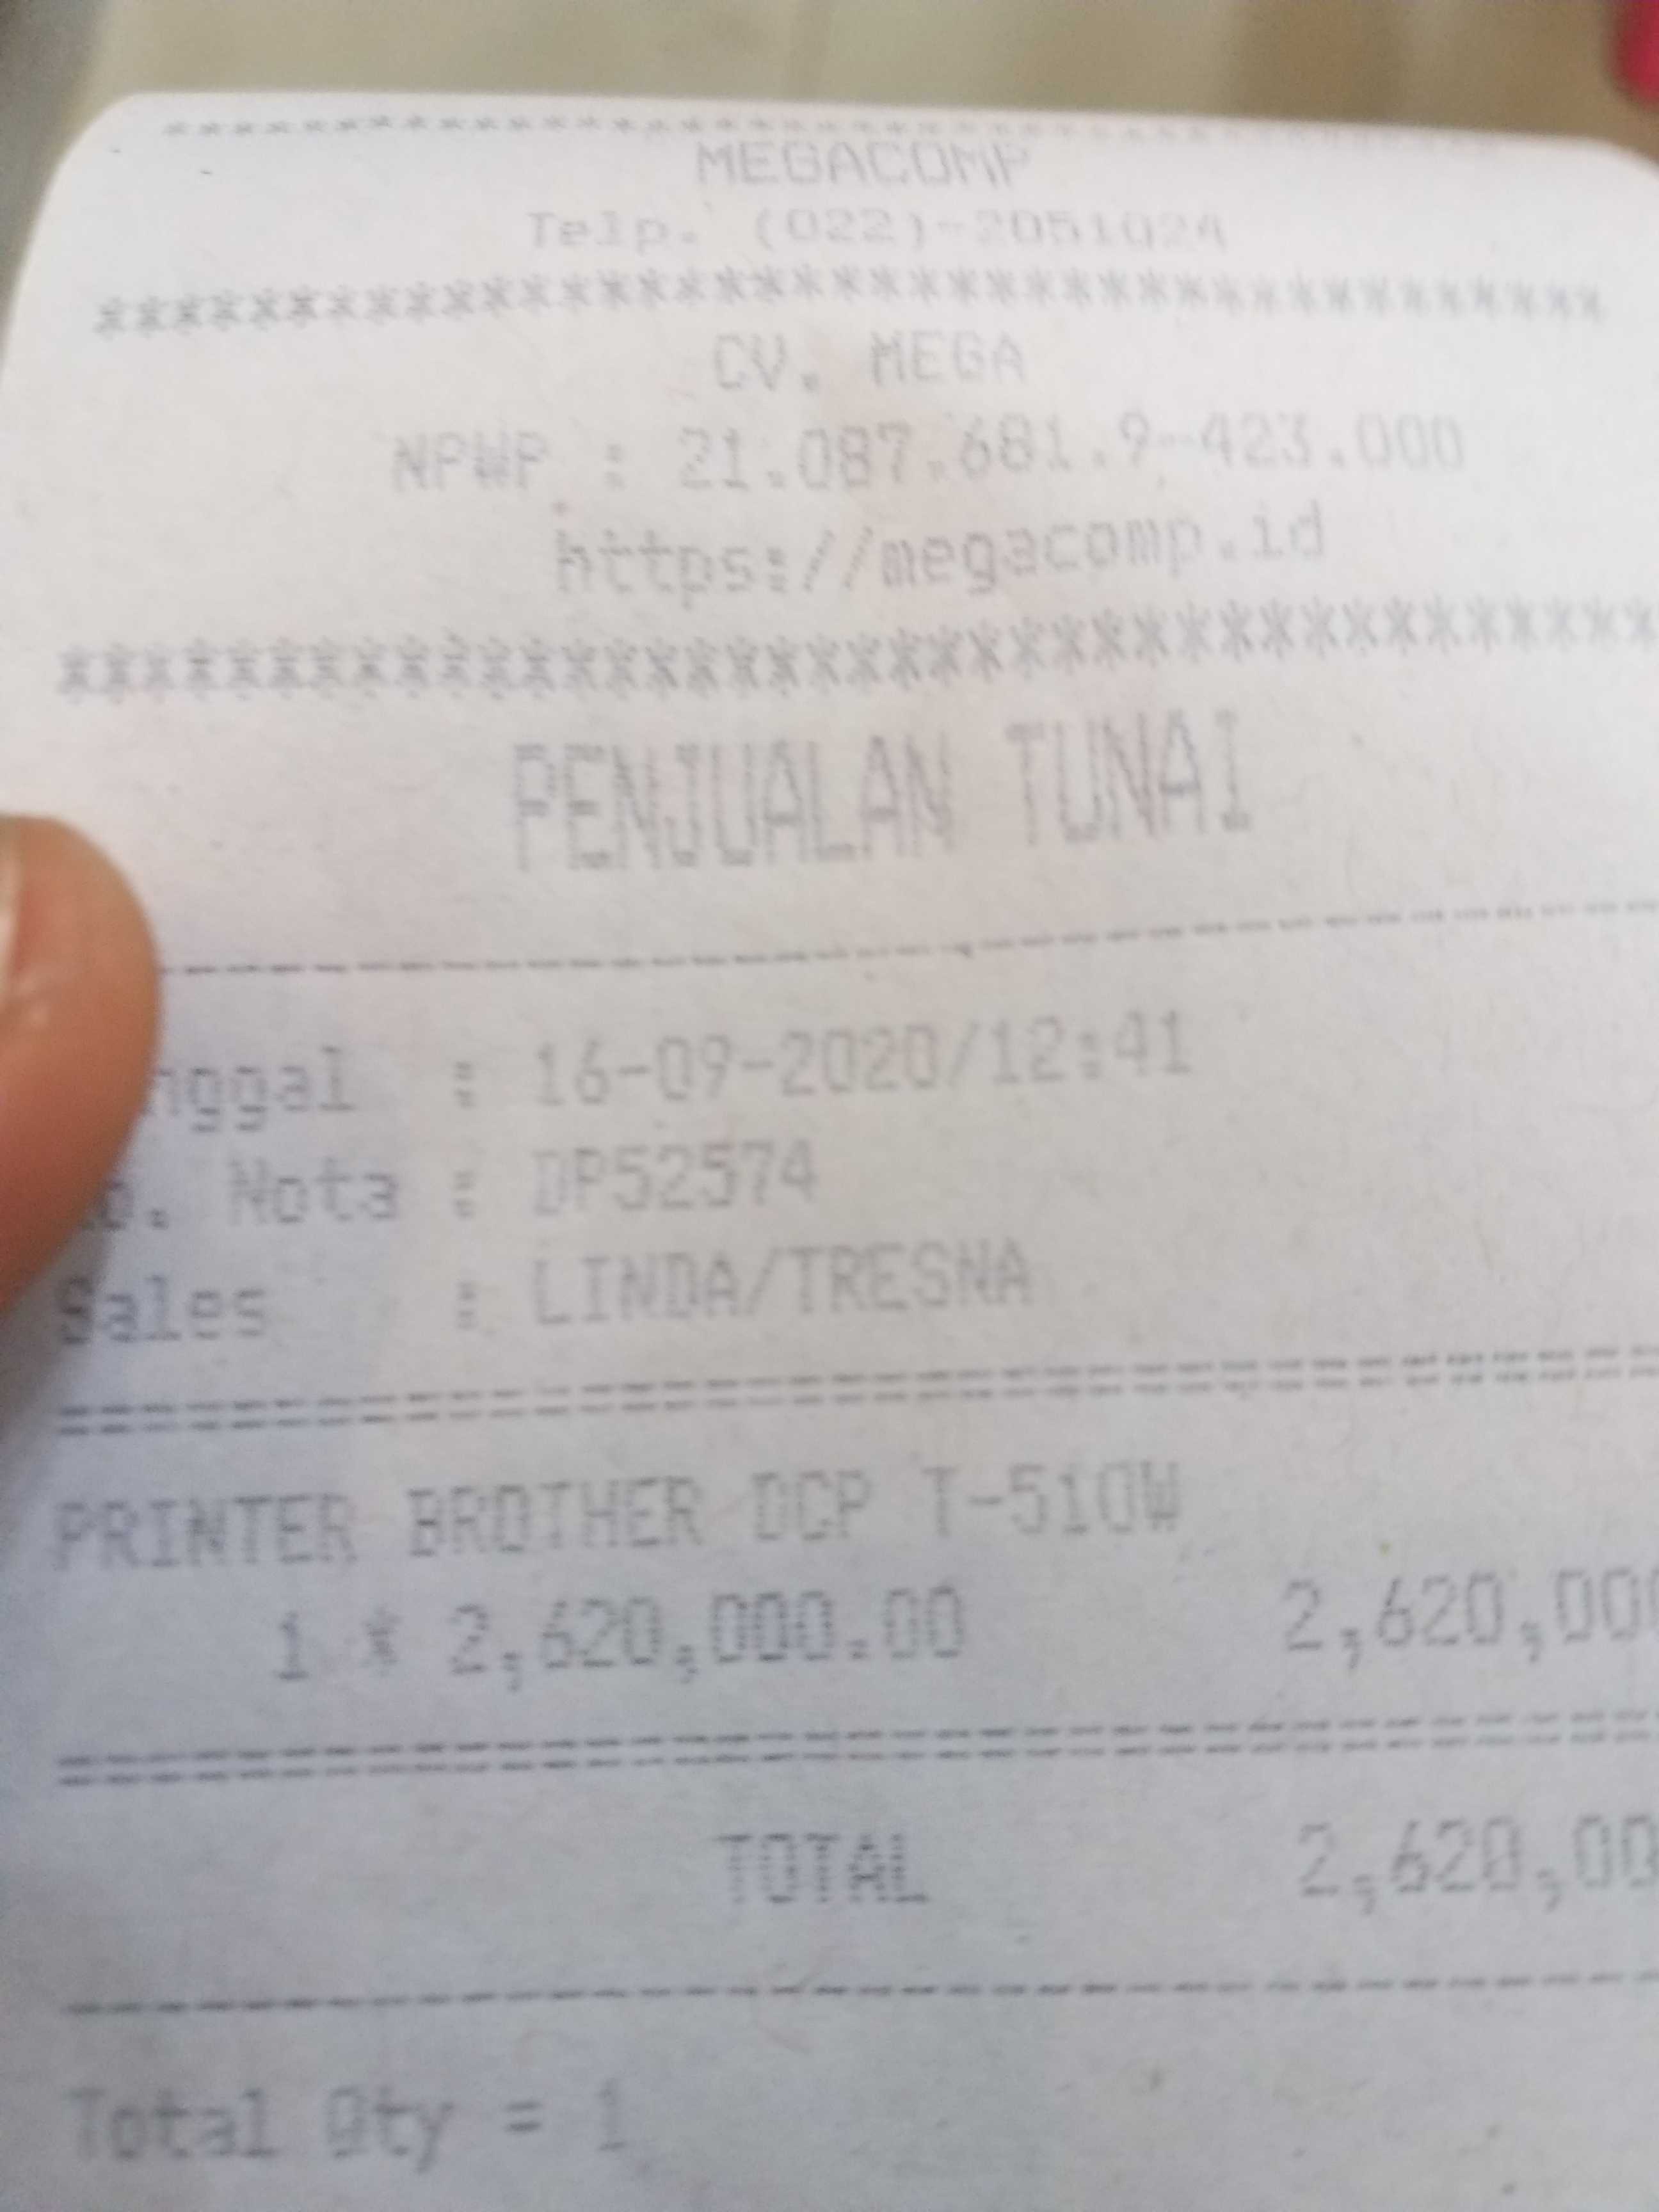 ******************************************
MEGACOMP
Telp. (022)-2051024
***************************************
CV. MEGA
NPWP : 21.087.681.9-423.000
https://megacomp.id
***************************************
PENJUALAN TUNAI
nggal : 16-09-2020/12:41
o. Nota : DP52574
Sales : LINDA/TRESNA
PRINTER BROTHER DCP T-510W
1 * 2,620,000.00 2,620,000
TOTAL 2,620,00
Total Qty = 1